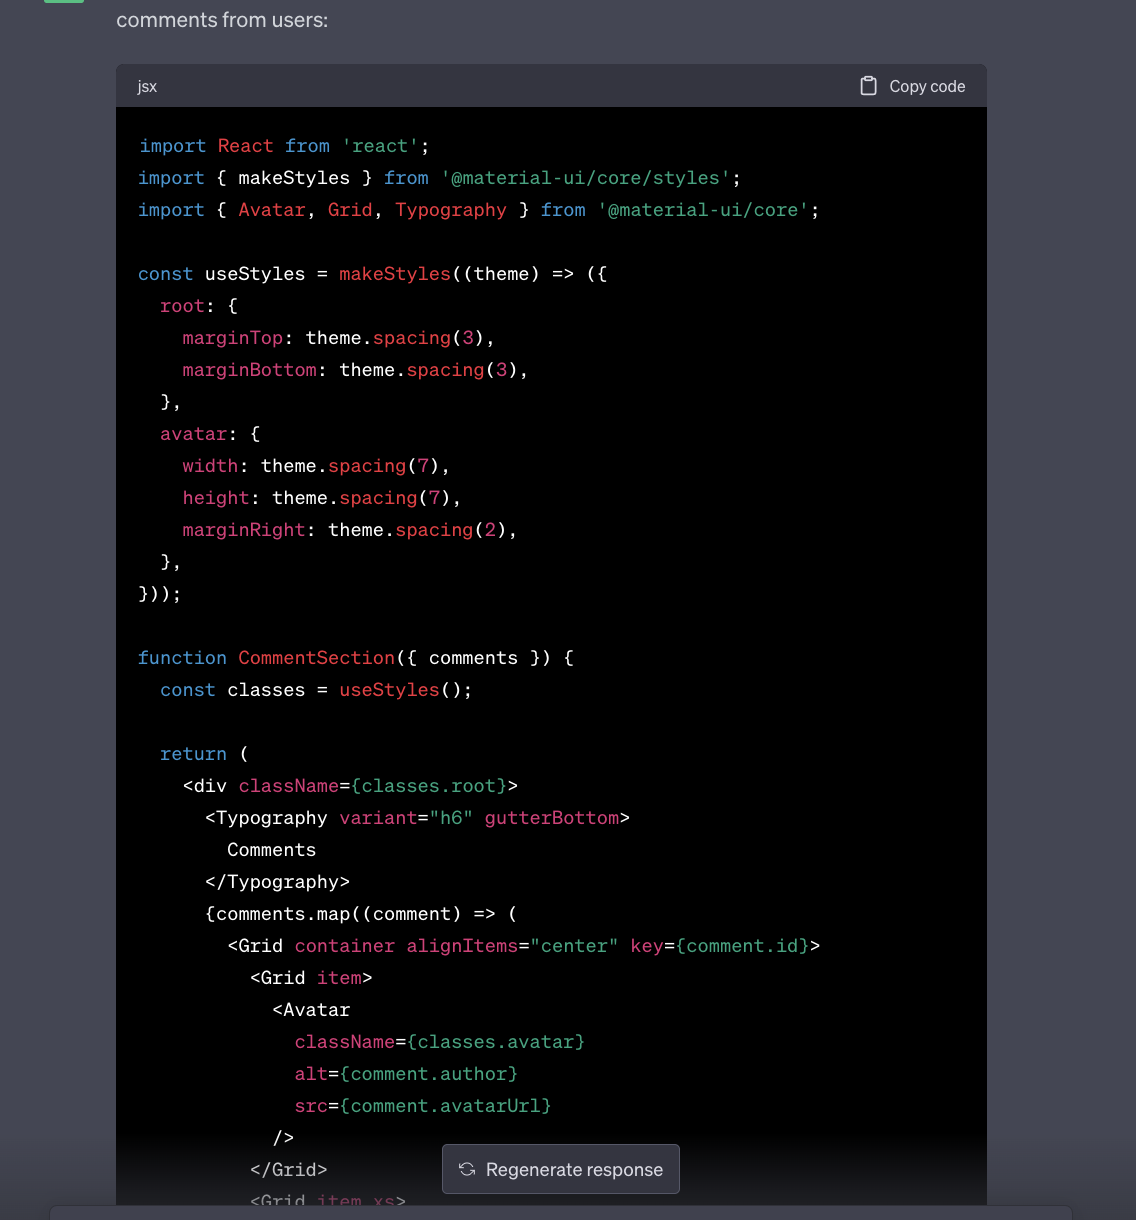 comments from users:
jsx
Copy code
import React from 'react';
import { makeStyles } from '@material-ui/core/styles';
import { Avatar, Grid, Typography } from '@material-ui/core';
const useStyles = makeStyles((theme) => ({
  root: {
    marginTop: theme.spacing(3),
    marginBottom: theme.spacing(3),
  },
  avatar: {
    width: theme.spacing(7),
    height: theme.spacing(7),
    marginRight: theme.spacing(2),
  },
}));
function CommentSection({ comments }) {
  const classes = useStyles();
  return (
    <div className={classes.root}>
      <Typography variant="h6" gutterBottom>
        Comments
      </Typography>
      {comments.map((comment) => (
        <Grid container alignItems="center" key={comment.id}>
          <Grid item>
            <Avatar
              className={classes.avatar}
              alt={comment.author}
              src={comment.avatarUrl}
            />
          </Grid>
Regenerate response
          <Grid item xs>